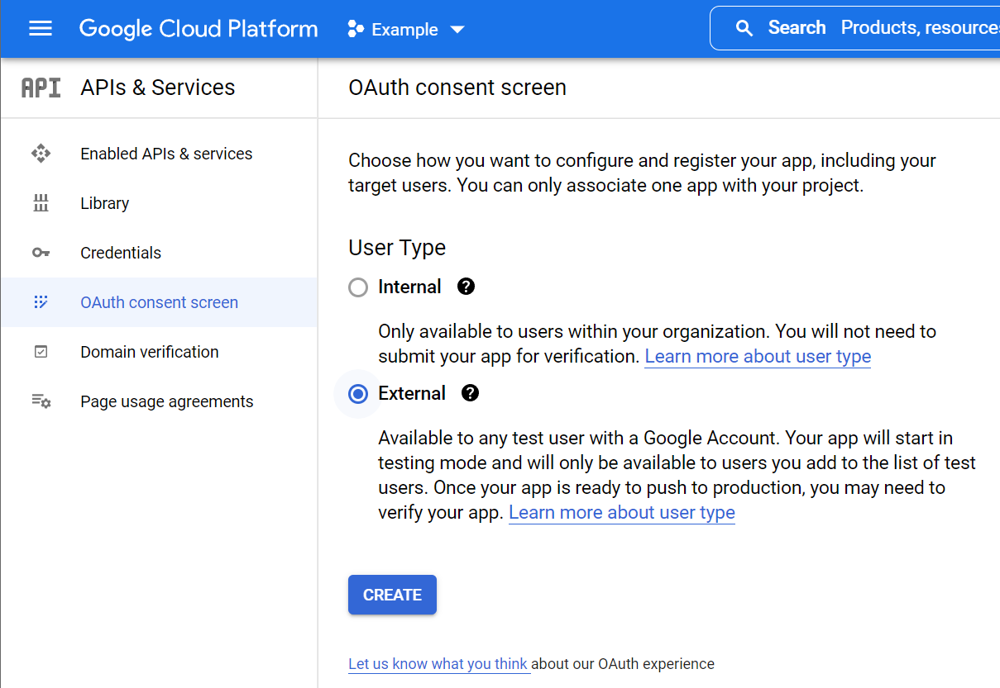 Google Cloud Platform
Example
Search Products, resources
API
APIs & Services
OAuth consent screen
Enabled APIs & services
Library
Credentials
OAuth consent screen
Domain verification
Page usage agreements
Choose how you want to configure and register your app, including your
target users. You can only associate one app with your project.
User Type
Internal
Only available to users within your organization. You will not need to
submit your app for verification. Learn more about user type
External
Available to any test user with a Google Account. Your app will start in
testing mode and will only be available to users you add to the list of test
users. Once your app is ready to push to production, you may need to
verify your app. Learn more about user type
CREATE
Let us know what you think about our OAuth experience